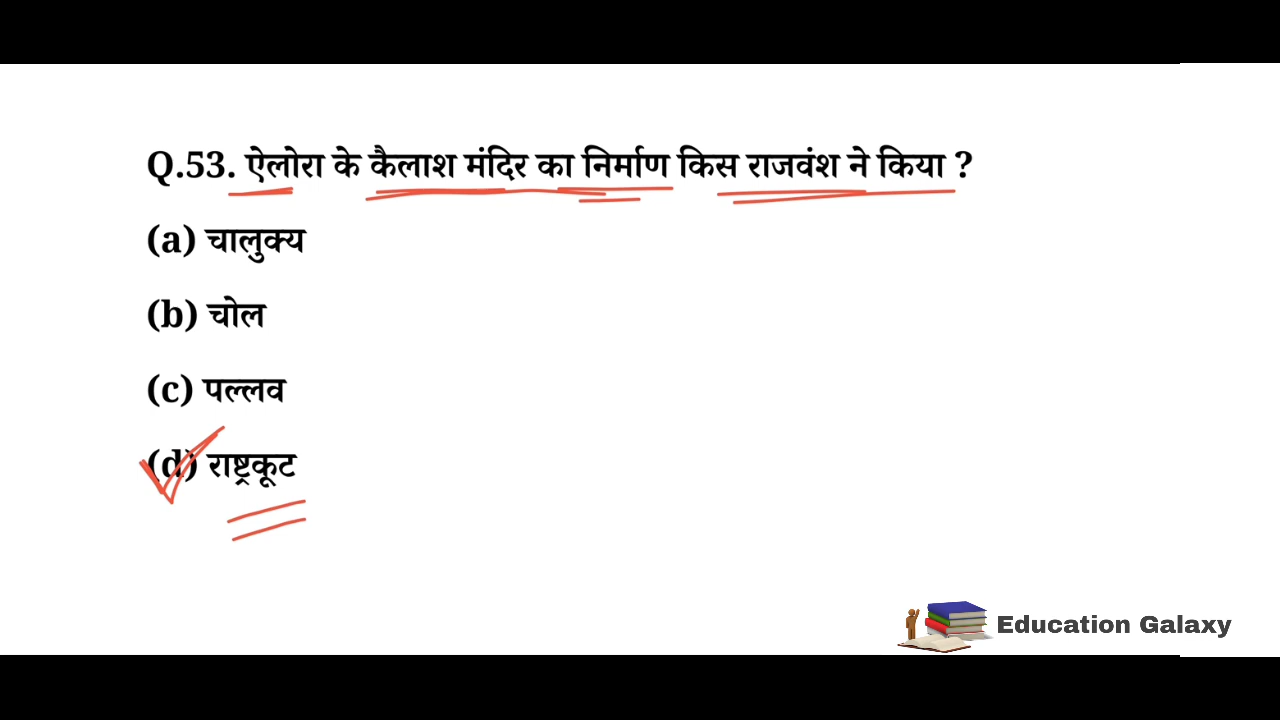 Q.53. ऐलोरा के कैलाश मंदिर का निर्माण किस राजवंश ने किया ?
(a) चालुक्य
(b) चोल
(c) पल्लव
(d) राष्ट्रकूट
Education Galaxy